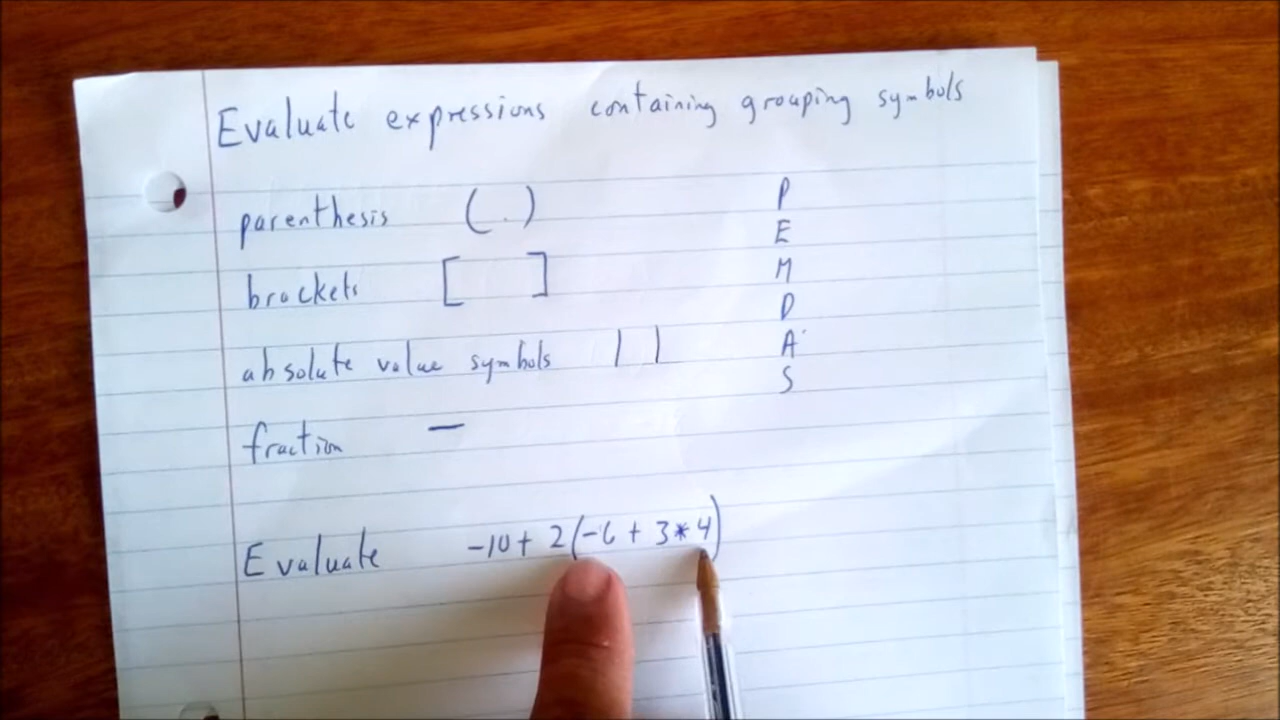 Evaluate expressions containing grouping symbols
parenthesis ( . )
brackets [ ]
absolute value symbols | |
fraction —
P
E
M
D
A
S
Evaluate -10 + 2(-6 + 3*4)